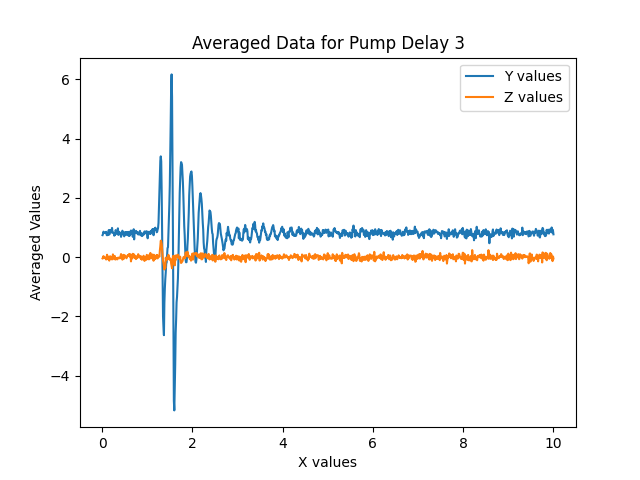 Averaged Data for Pump Delay 3
Y values
Z values
6
4
2
0
−2
−4
Averaged Values
0
2
4
6
8
10
X values